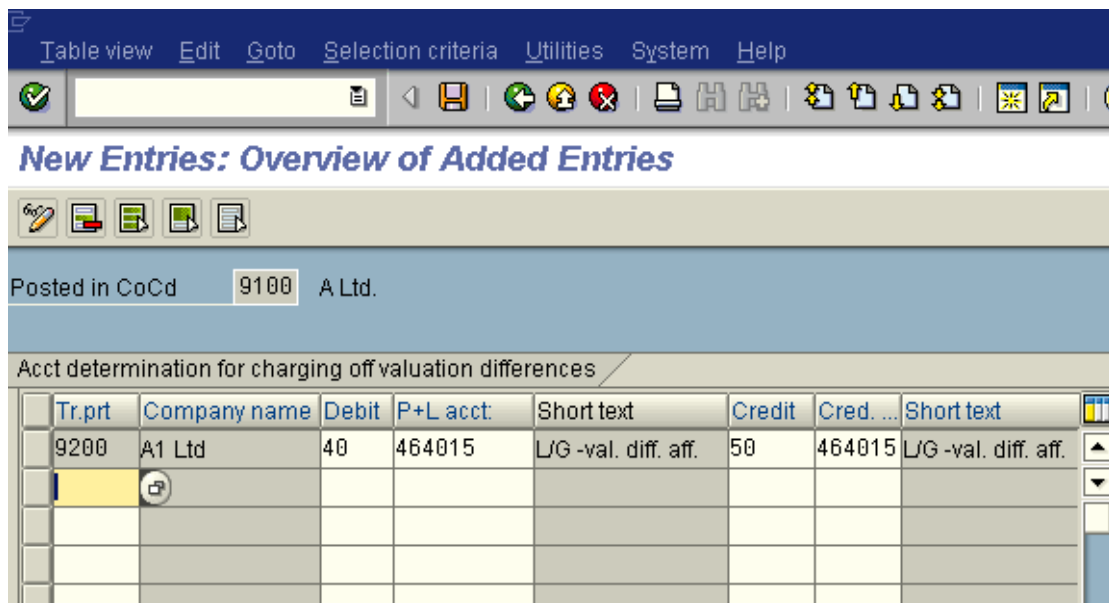 Table view Edit Goto Selection criteria Utilities System Help
New Entries: Overview of Added Entries
Posted in CoCd 9100 A Ltd.
Acct determination for charging off valuation differences
Tr.prt Company name Debit P+L acct: Short text Credit Cred. ... Short text
9200 A1 Ltd 40 464015 L/G -val. diff. aff. 50 464015 L/G -val. diff. aff.